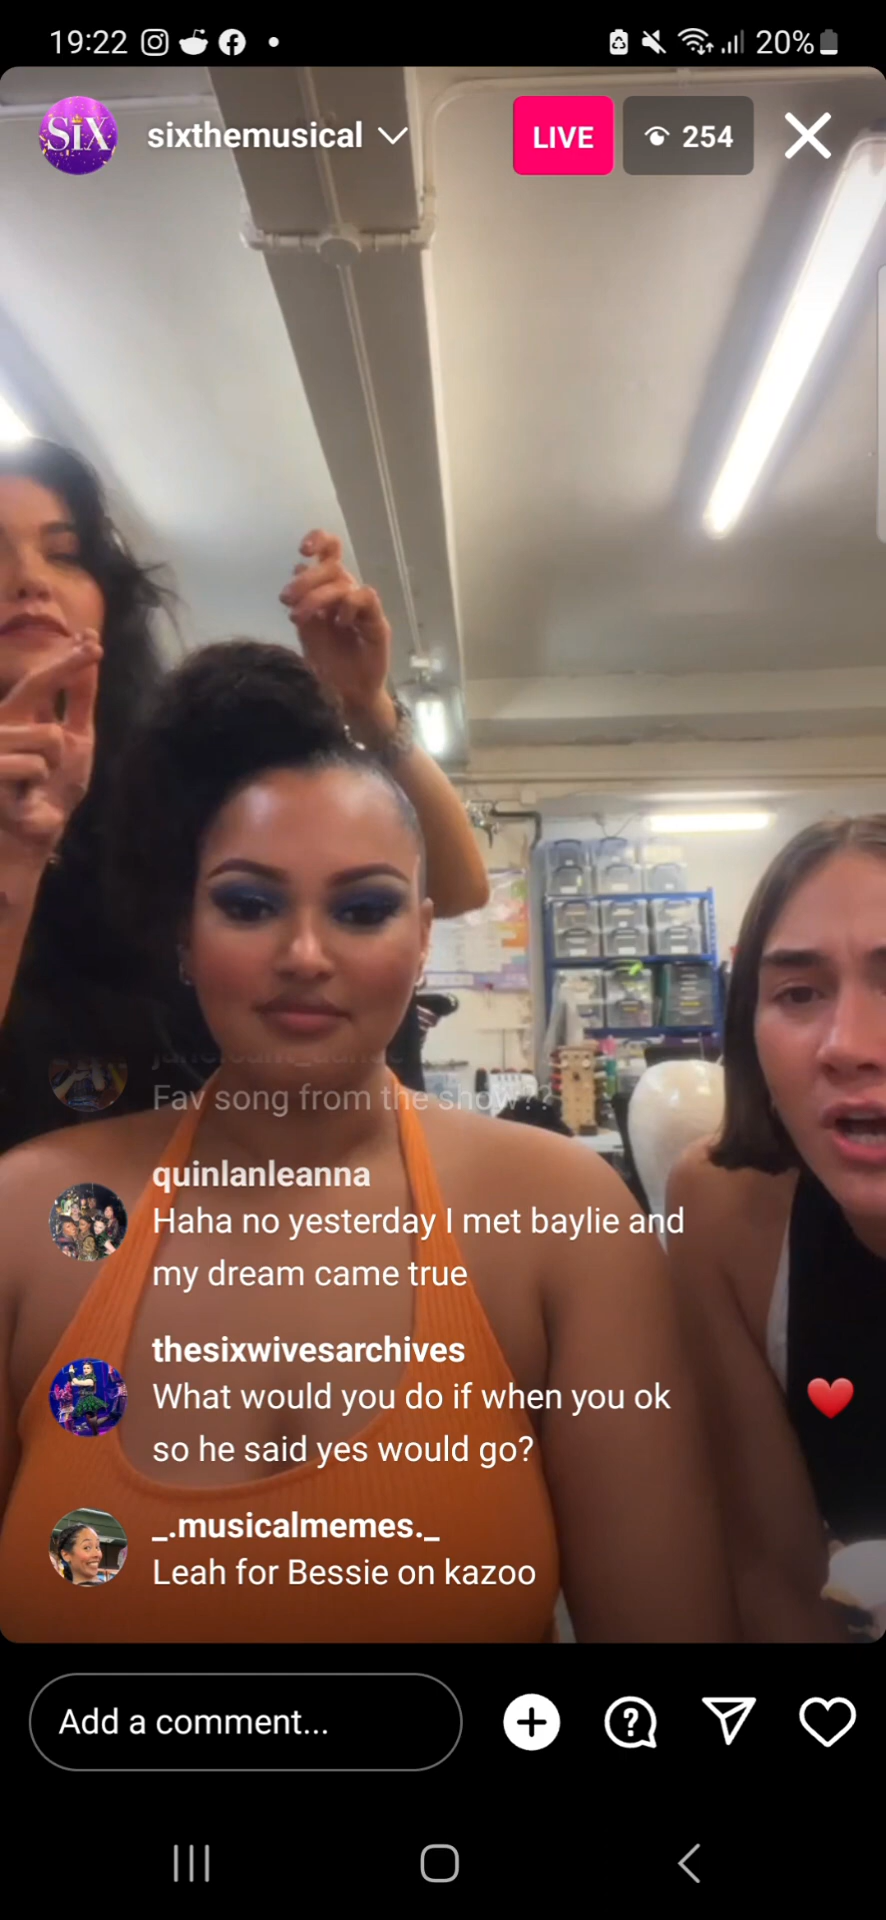 19:22
20%
SIX
sixthemusical
LIVE
254
Fav song from the show??
quinlanleanna
Haha no yesterday I met baylie and
my dream came true
thesixwivesarchives
What would you do if when you ok
so he said yes would go?
_.musicalmemes._
Leah for Bessie on kazoo
Add a comment...